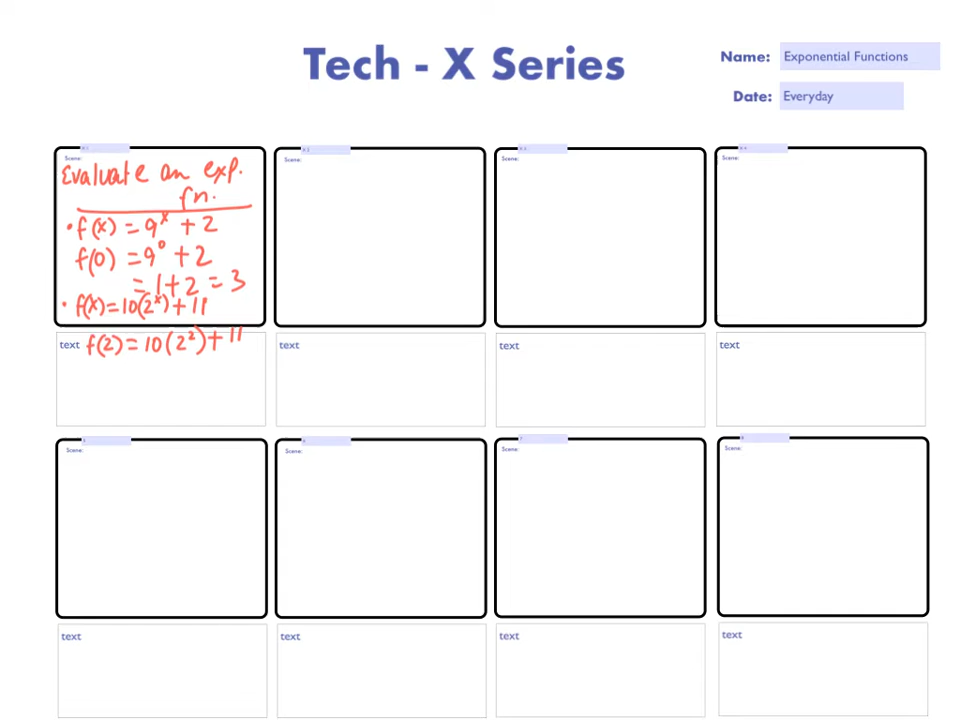 Tech - X Series
Name: Exponential Functions
Date: Everyday
Scene:
Evaluate an exp.
fn.
• f(x) = 9^x + 2
f(0) = 9^0 + 2
= 1 + 2 = 3
• f(x) = 10(2^x) + 11
f(2) = 10(2^2) + 11
Scene:
Scene:
Scene:
text
text
text
text
Scene:
Scene:
Scene:
Scene:
text
text
text
text